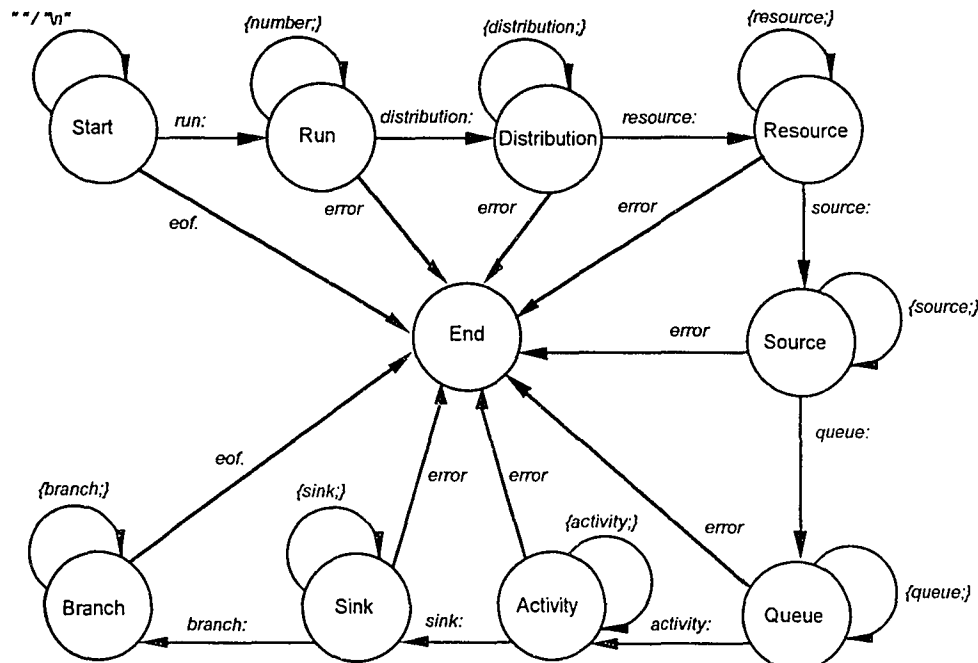 " "/ "\n"
{number;}
{distribution;}
{resource;}
Start
run:
Run
distribution:
Distribution
resource:
Resource
eof.
error
error
error
source:
End
error
Source
{source;}
queue:
eof.
error
error
error
{branch;}
{sink;}
{activity;}
{queue;}
Branch
branch:
Sink
sink:
Activity
activity:
Queue